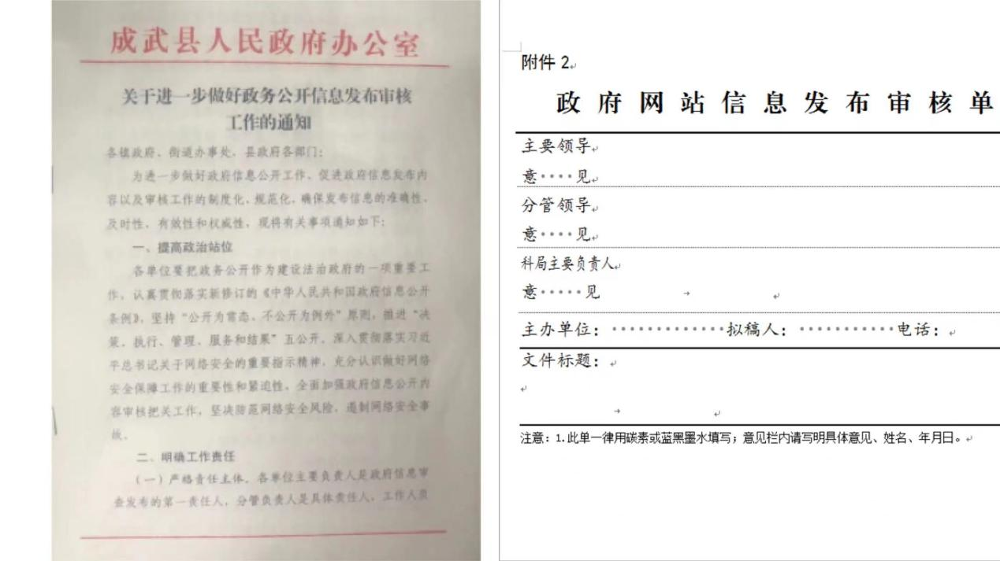 成武县人民政府办公室
关于进一步做好政务公开信息发布审核
工作的通知
各镇政府、街道办事处，县政府各部门：
为进一步做好政府信息公开工作，促进政府信息发布内
容以及审核工作的制度化、规范化，确保发布信息的准确性、
及时性、有效性和权威性，现将有关事项通知如下：
一、提高政治站位
各单位要把政务公开作为建设法治政府的一项重要工
作，认真贯彻落实新修订的《中华人民共和国政府信息公开
条例》，坚持“公开为常态、不公开为例外”原则，推进“决
策、执行、管理、服务和结果”五公开。深入贯彻落实习近
平总书记关于网络安全的重要指示精神，充分认识做好网络
安全保障工作的重要性和紧迫性，全面加强政府信息公开内
容审核把关工作，坚决防范网络安全风险，遏制网络安全事
故。
二、明确工作责任
（一）严格责任主体。各单位主要负责人是政府信息审
查发布的第一责任人，分管负责人是具体责任人，工作人员
附件 2
政府网站信息发布审核单
主要领导
意····见
分管领导
意····见
科局主要负责人
意·····见
主办单位：·············拟稿人：···········电话：
文件标题：
注意：1.此单一律用碳素或蓝黑墨水填写；意见栏内请写明具体意见、姓名、年月日。